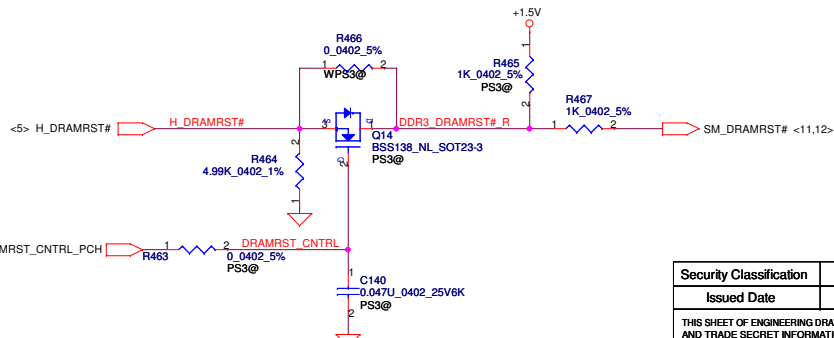 +1.5V
R466
0_0402_5%
1 2
WPS3@
R465
1K_0402_5%
PS3@
1
2
R467
1K_0402_5%
1 2
<5> H_DRAMRST#
H_DRAMRST#
3
1
DDR3_DRAMRST#_R
SM_DRAMRST# <11,12>
Q14
BSS138_NL_SOT23-3
PS3@
2
R464
4.99K_0402_1%
2
1
MRST_CNTRL_PCH
1 2
R463
0_0402_5%
PS3@
DRAMRST_CNTRL
1
C140
0.047U_0402_25V6K
PS3@
2
Security Classification
Issued Date
THIS SHEET OF ENGINEERING DRA
AND TRADE SECRET INFORMATI